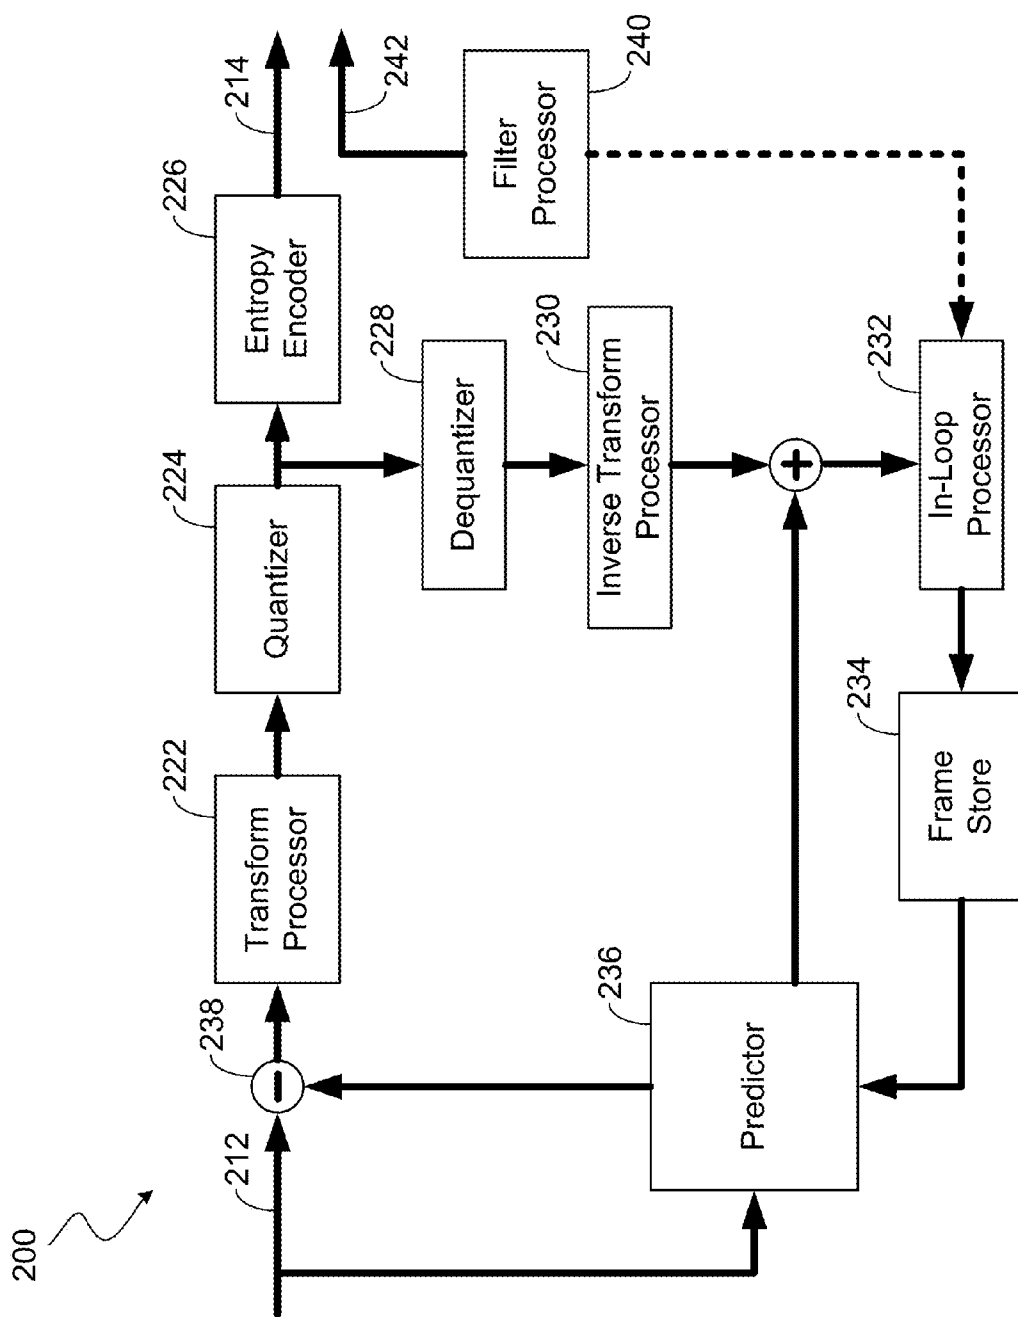 200
212
238
222
Transform
Processor
224
Quantizer
226
Entropy
Encoder
214
242
228
Dequantizer
Filter
Processor
240
230
Inverse Transform
Processor
236
Predictor
In-Loop
Processor
232
234
Frame
Store